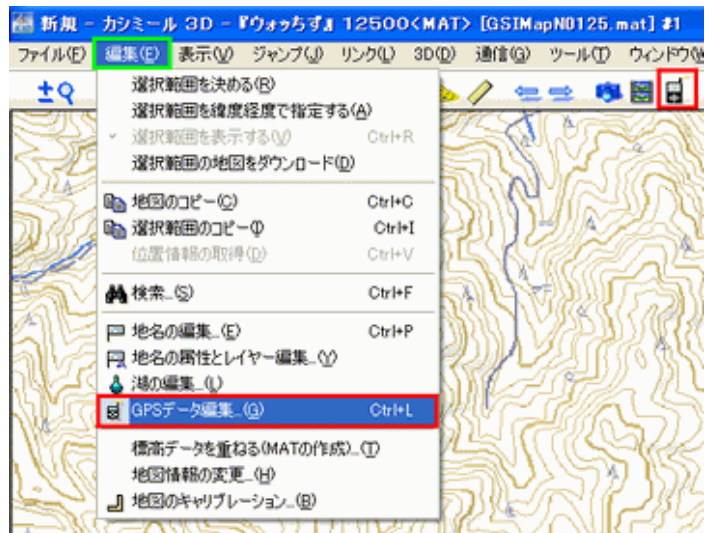 新規 - カシミール 3D - 『ウォッちず』 12500<MAT> [GSIMapN0125.mat] #1
ファイル(F) 編集(E) 表示(V) ジャンプ(J) リンク(L) 3D(D) 通信(G) ツール(T) ウィンドウ(W
選択範囲を決める(R)
選択範囲を緯度経度で指定する(A)
選択範囲を表示する(V) Ctrl+R
選択範囲の地図をダウンロード(D)
地図のコピー(C) Ctrl+C
選択範囲のコピー(I) Ctrl+I
位置情報の取得(D) Ctrl+V
検索...(S) Ctrl+F
地名の編集...(E) Ctrl+P
地名の属性とレイヤー編集...(Y)
湖の編集...(L)
GPSデータ編集...(G) Ctrl+L
標高データを重ねる(MATの作成)...(T)
地図情報の変更...(H)
地図のキャリブレーション...(B)